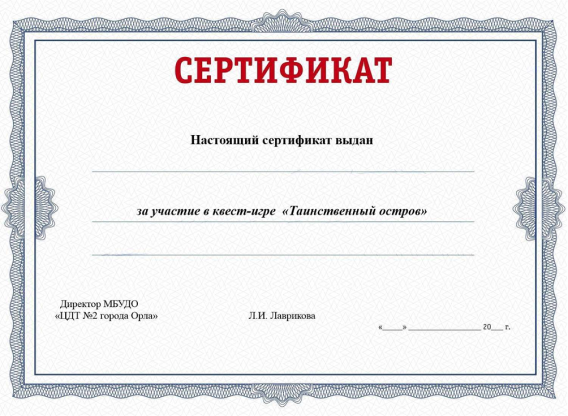 СЕРТИФИКАТ
Настоящий сертификат выдан
за участие в квест-игре «Таинственный остров»
Директор МБУДО
«ЦДТ №2 города Орла» Л.И. Лаврикова
«____» _______________ 20___ г.